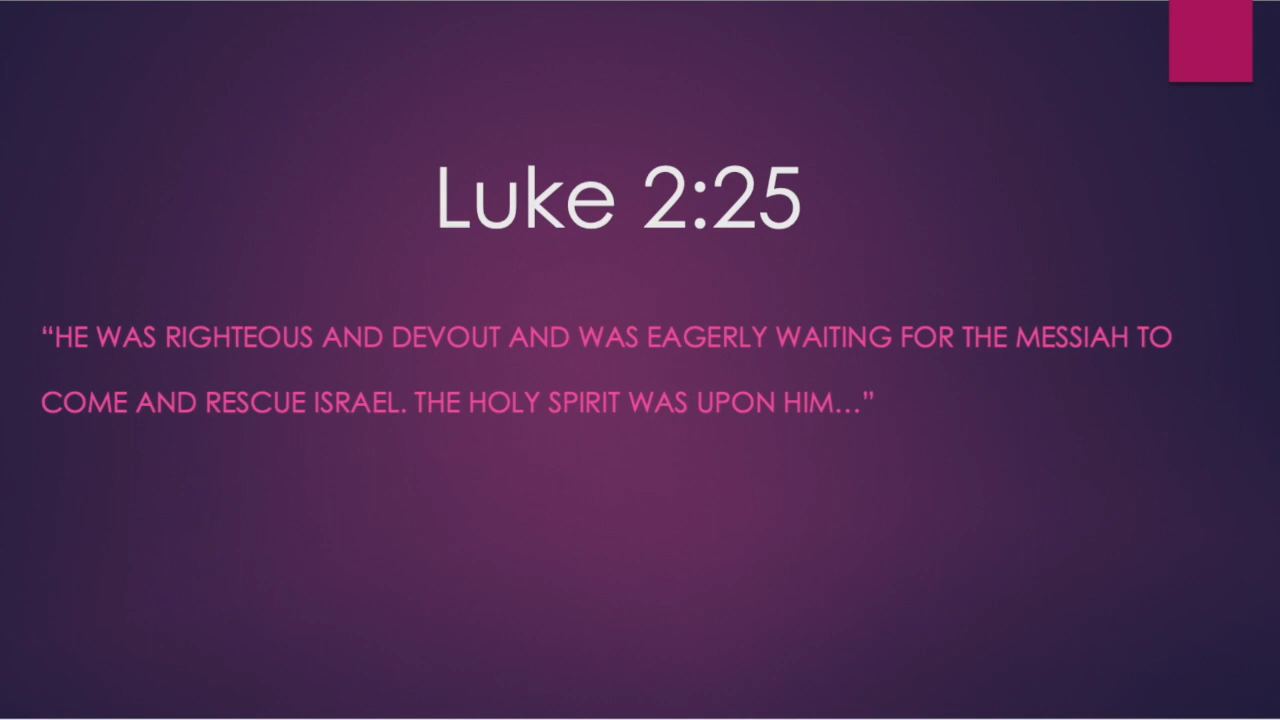 Luke 2:25
“HE WAS RIGHTEOUS AND DEVOUT AND WAS EAGERLY WAITING FOR THE MESSIAH TO
COME AND RESCUE ISRAEL. THE HOLY SPIRIT WAS UPON HIM…”